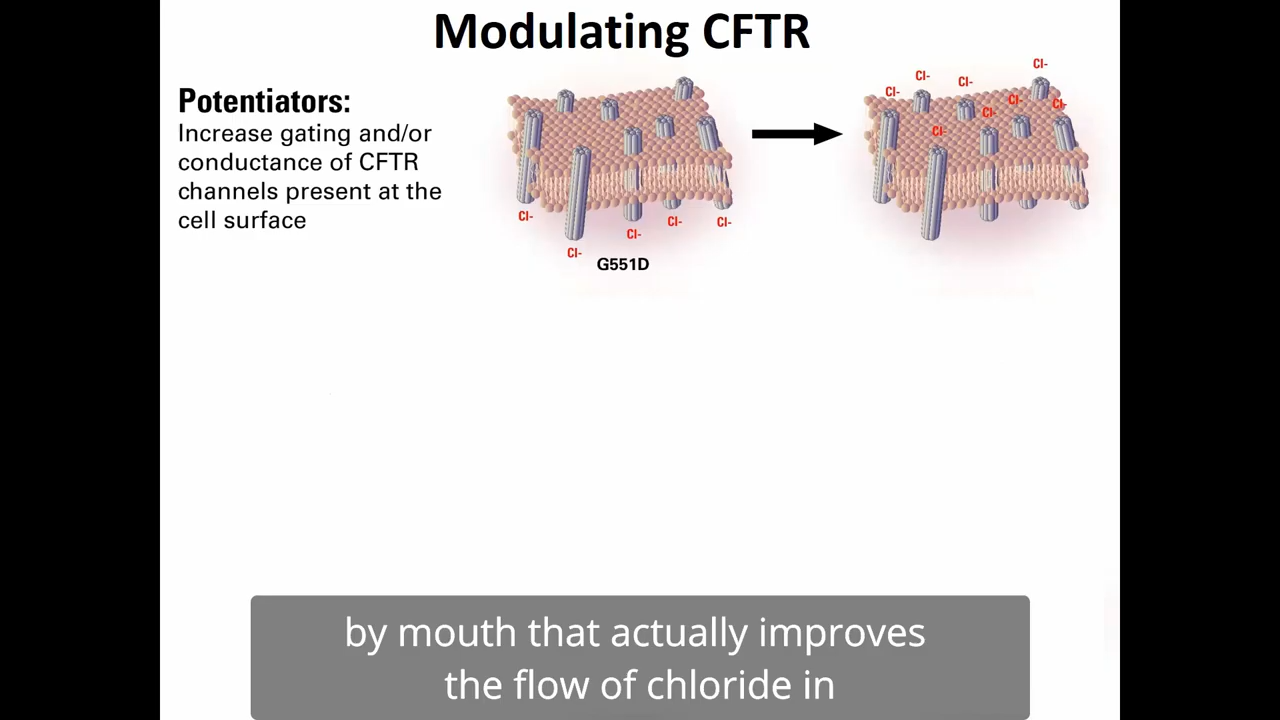 Modulating CFTR
Potentiators:
Increase gating and/or
conductance of CFTR
channels present at the
cell surface
Cl-
Cl-
Cl-
Cl-
Cl-
G551D
Cl-
Cl-
Cl-
Cl-
Cl-
Cl-
Cl-
Cl-
by mouth that actually improves
the flow of chloride in